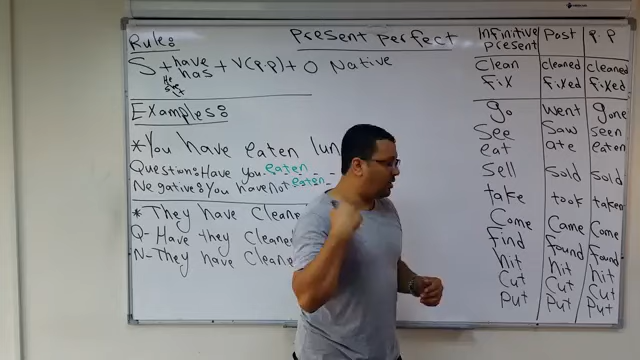 Rule:
Present perfect
S + have + V(p.p) + O Native
has
He
She
It
Examples:
*You have eaten lun
Question: Have you eaten
Negative: You have not eaten
* They have Cleane
Q- Have they Cleane
N- They have Cleane
Infinitive present Past P.P
Clean cleaned cleaned
Fix Fixed Fixed
go went gone
See Saw seen
eat ate eaten
Sell Sold Sold
take took taken
Come Came Come
find Found Found
hit hit hit
Cut Cut Cut
Put Put Put